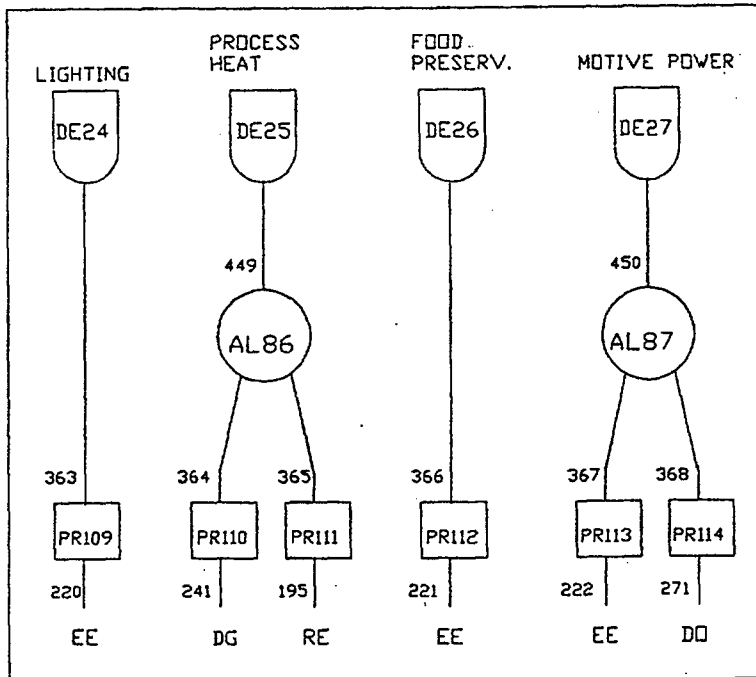 LIGHTING
PROCESS
HEAT
FOOD
PRESERV.
MOTIVE POWER
DE24
DE25
DE26
DE27
449
450
AL86
AL87
363
364
365
366
367
368
PR109
PR110
PR111
PR112
PR113
PR114
220
241
195
221
222
271
EE
DG
RE
EE
EE
DO